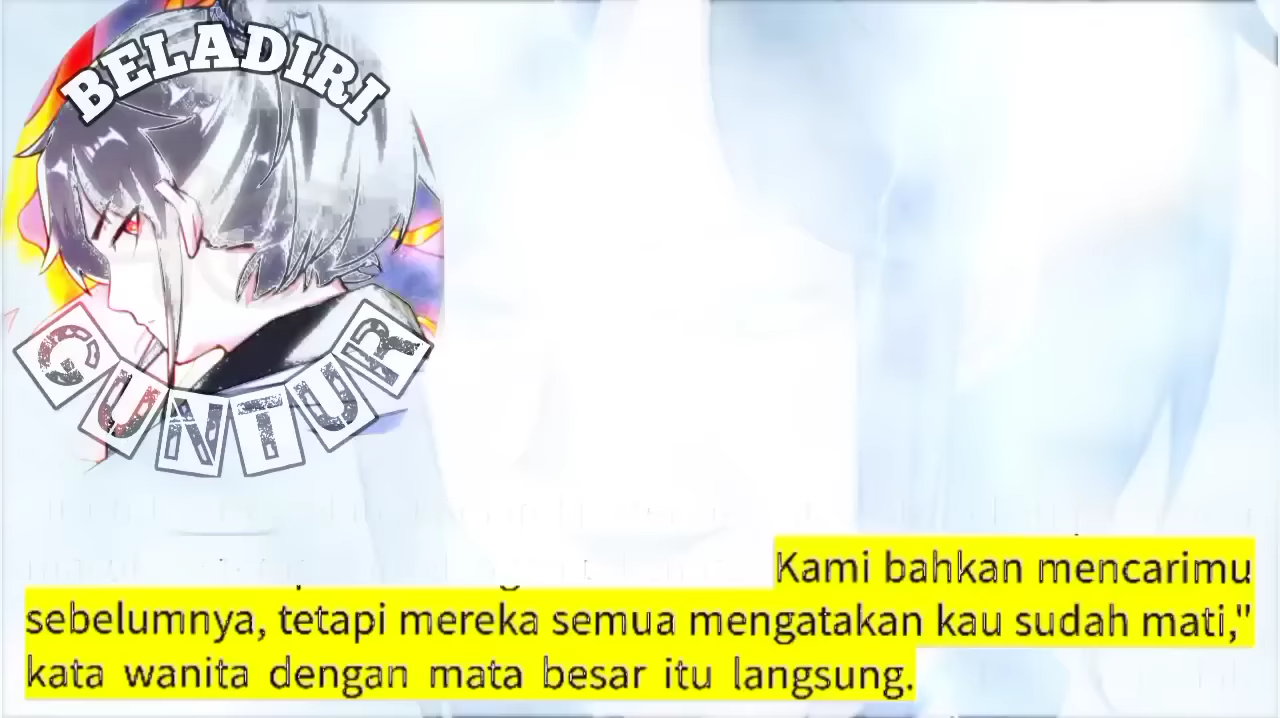 BELADIRI
GUNTUR
Kami bahkan mencarimu
sebelumnya, tetapi mereka semua mengatakan kau sudah mati,"
kata wanita dengan mata besar itu langsung.